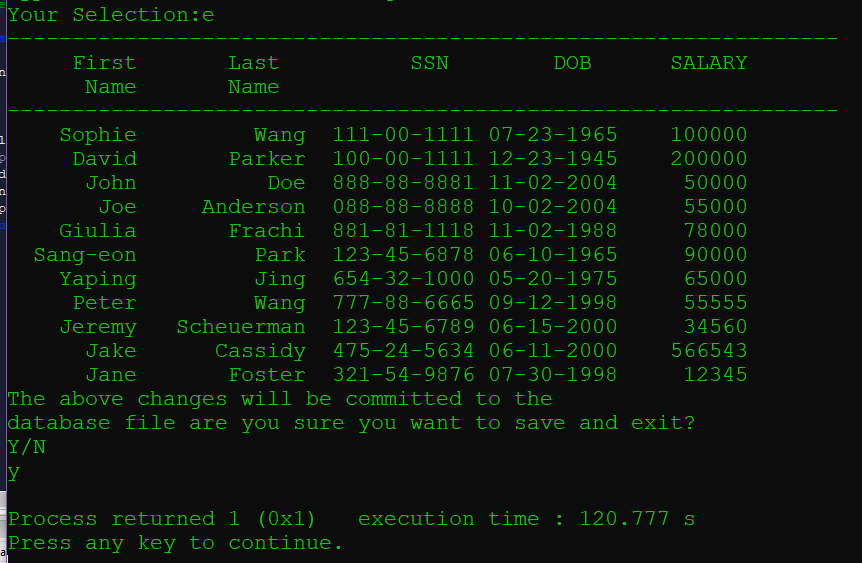 Your Selection:e
----------------------------------------------------------------
First Last SSN DOB SALARY
Name Name
----------------------------------------------------------------
Sophie Wang 111-00-1111 07-23-1965 100000
David Parker 100-00-1111 12-23-1945 200000
John Doe 888-88-8881 11-02-2004 50000
Joe Anderson 088-88-8888 10-02-2004 55000
Giulia Frachi 881-81-1118 11-02-1988 78000
Sang-eon Park 123-45-6878 06-10-1965 90000
Yaping Jing 654-32-1000 05-20-1975 65000
Peter Wang 777-88-6665 09-12-1998 55555
Jeremy Scheuerman 123-45-6789 06-15-2000 34560
Jake Cassidy 475-24-5634 06-11-2000 566543
Jane Foster 321-54-9876 07-30-1998 12345
The above changes will be committed to the
database file are you sure you want to save and exit?
Y/N
y
Process returned 1 (0x1) execution time : 120.777 s
Press any key to continue.